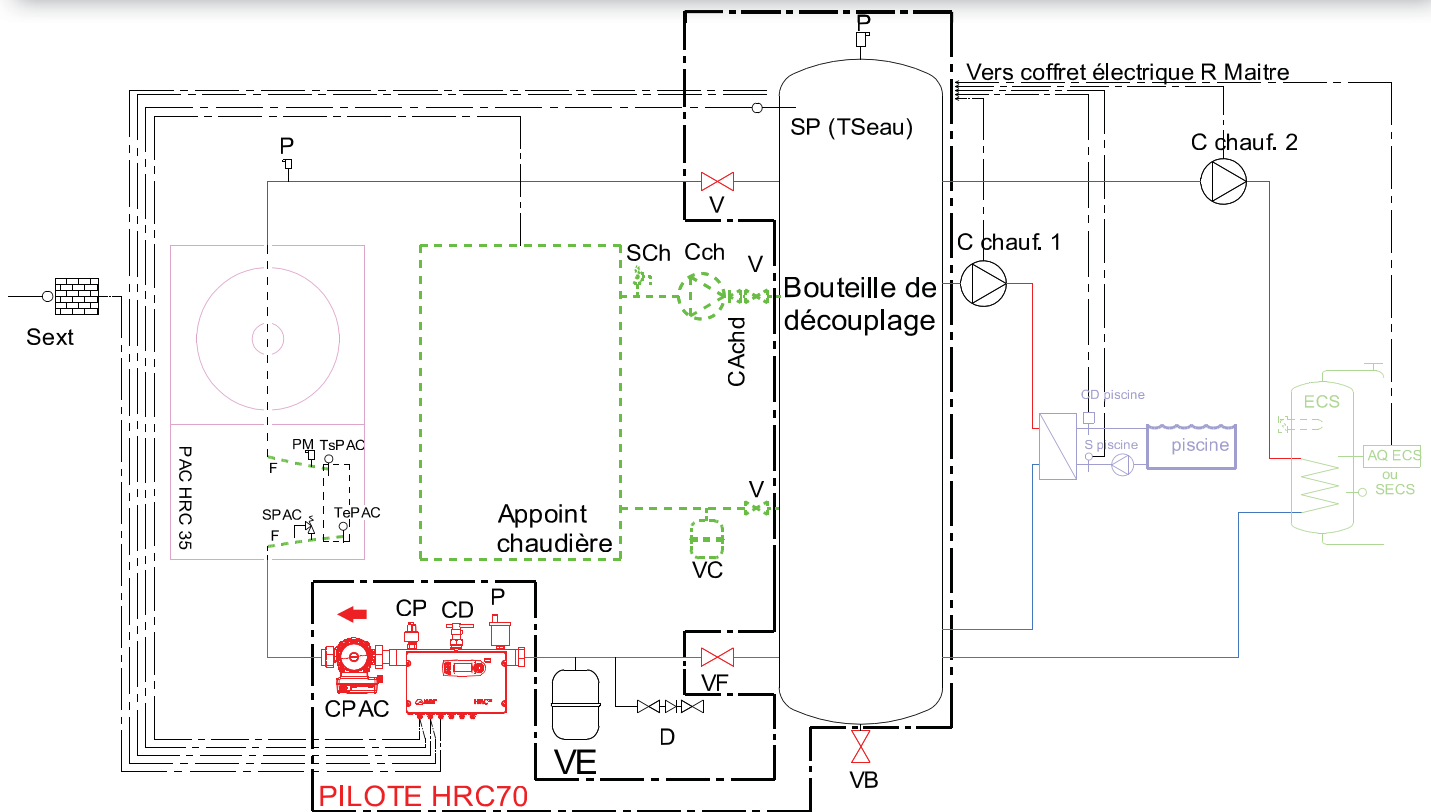 P
Vers coffret électrique R Maitre
SP (TSeau)
C chauf. 2
P
V
C chauf. 1
SCh
Cch
V
Bouteille de
découplage
Sext
CAchd
CD piscine
ECS
S piscine
piscine
AQ ECS
ou
SECS
PM
TsPAC
F
PAC HRC 35
SPAC
TePAC
F
V
Appoint
chaudière
VC
CP
CD
P
CPAC
VF
VE
D
VB
PILOTE HRC70